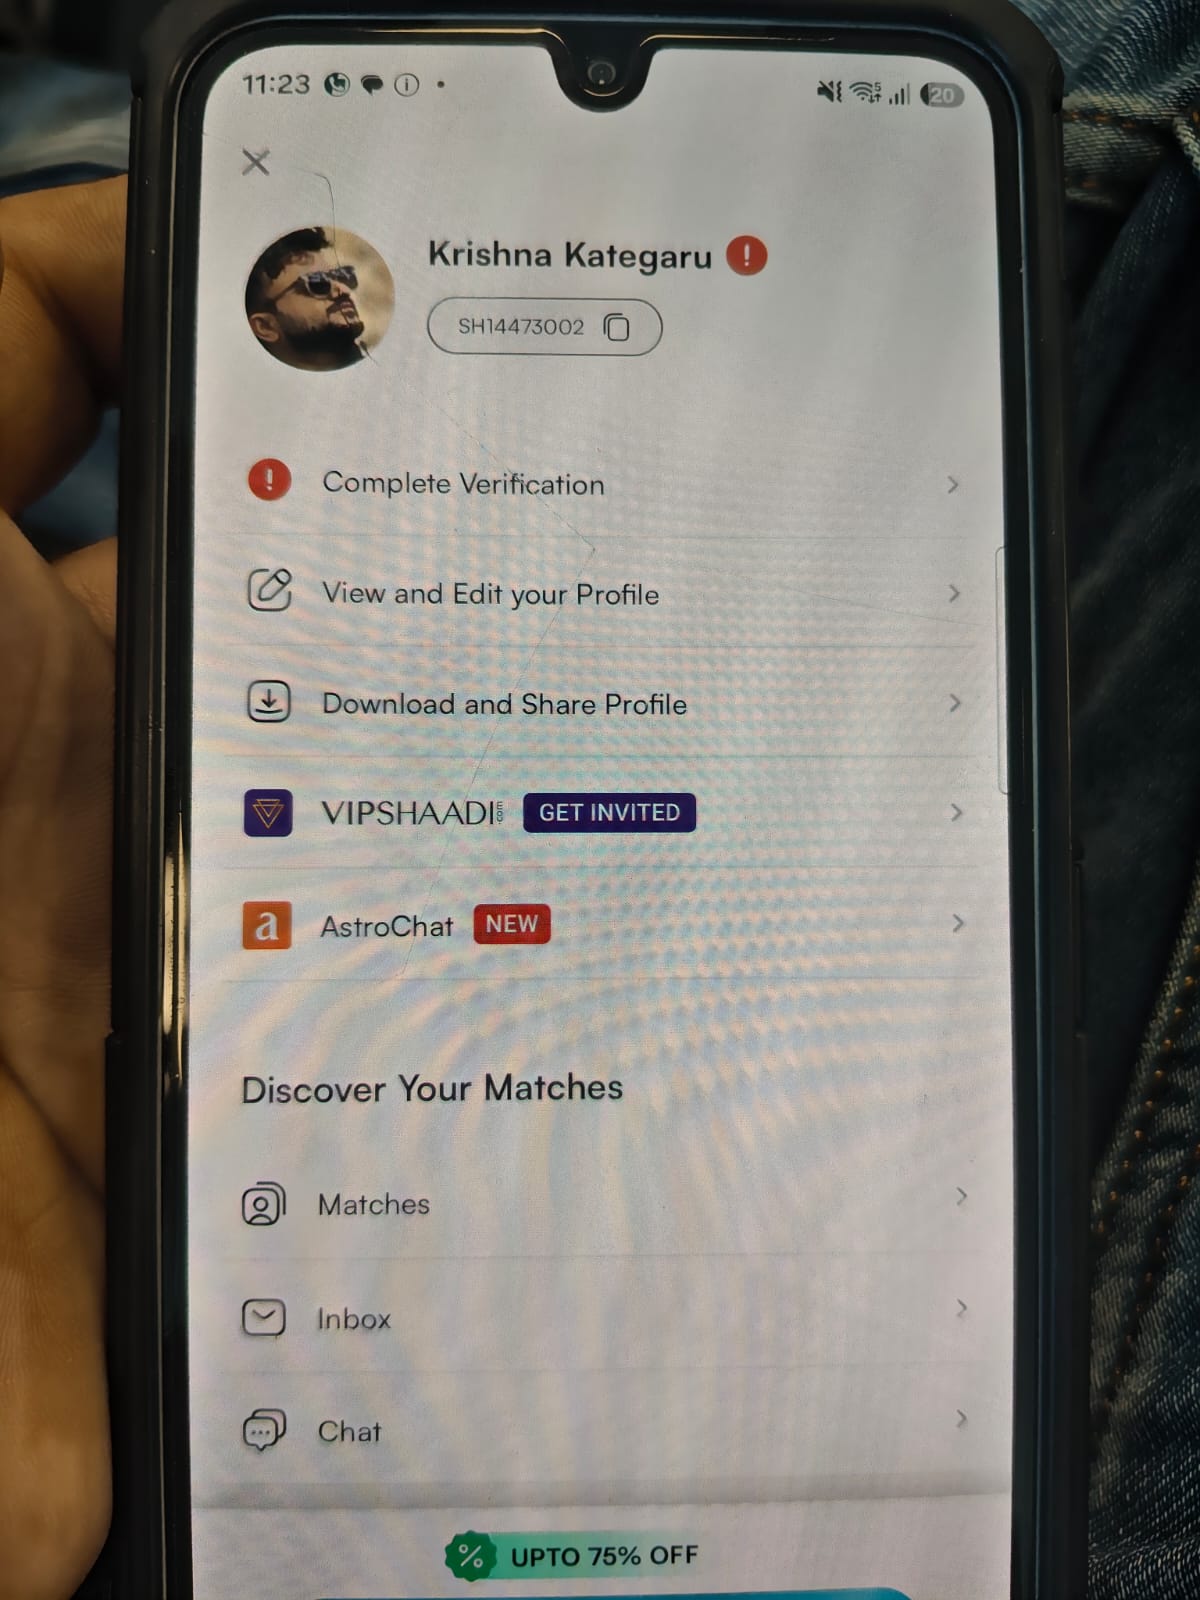 11:23
20
Krishna Kategaru
SH14473002
Complete Verification
View and Edit your Profile
Download and Share Profile
VIPSHAADI GET INVITED
a AstroChat NEW
Discover Your Matches
Matches
Inbox
Chat
% UPTO 75% OFF